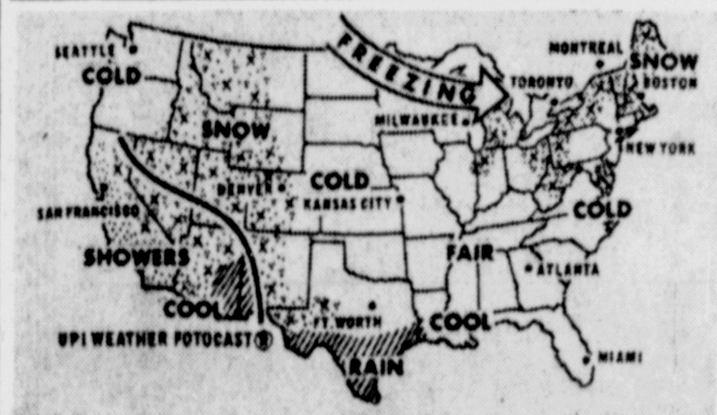 SEATTLE
COLD
FREEZING
MONTREAL
SNOW
TORONTO
BOSTON
SNOW
MILWAUKEE
NEW YORK
DENVER
COLD
KANSAS CITY
SAN FRANCISCO
COLD
SHOWERS
FAIR
ATLANTA
COOL
FT. WORTH
COOL
UPI WEATHER FOTOCAST
RAIN
MIAMI